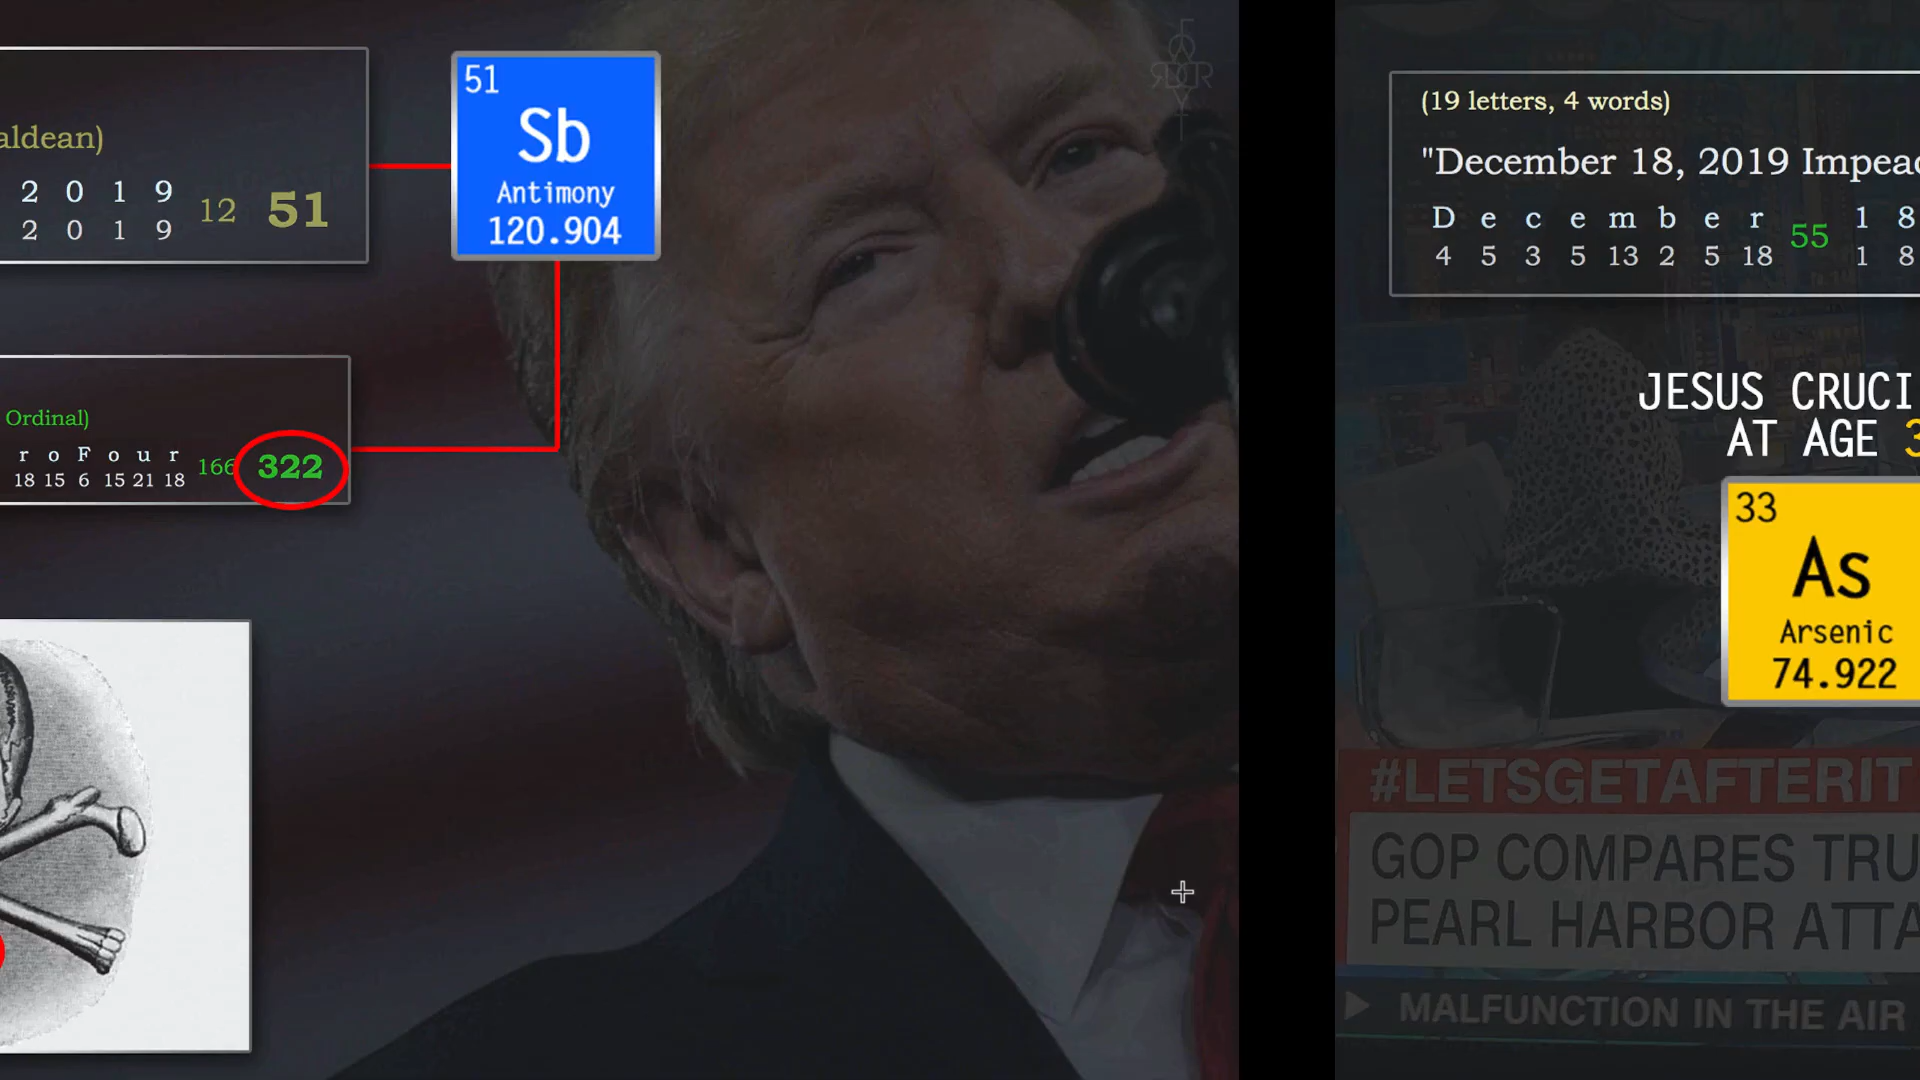 aldean)
2 0 1 9
2 0 1 9
12 51
51
Sb
Antimony
120.904
Ordinal)
r o F o u r
18 15 6 15 21 18
166 322
(19 letters, 4 words)
"December 18, 2019 Impeac
D e c e m b e r
4 5 3 5 13 2 5 18
55
1 8
1 8
JESUS CRUCI
AT AGE 3
33
As
Arsenic
74.922
#LETSGETAFTERIT
GOP COMPARES TRU
PEARL HARBOR ATTA
MALFUNCTION IN THE AIR